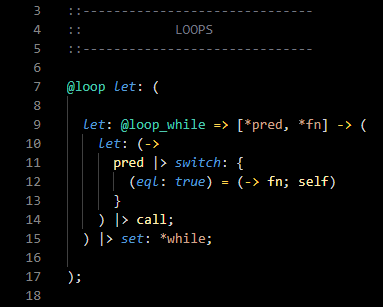 3 ::------------------------------
4 ::            LOOPS
5 ::------------------------------
6
7 @loop let: (
8
9   let: @loop_while => [*pred, *fn] -> (
10     let: (->
11       pred |> switch: {
12         (eql: true) = (-> fn; self)
13       }
14     ) |> call;
15   ) |> set: *while;
16
17 );
18